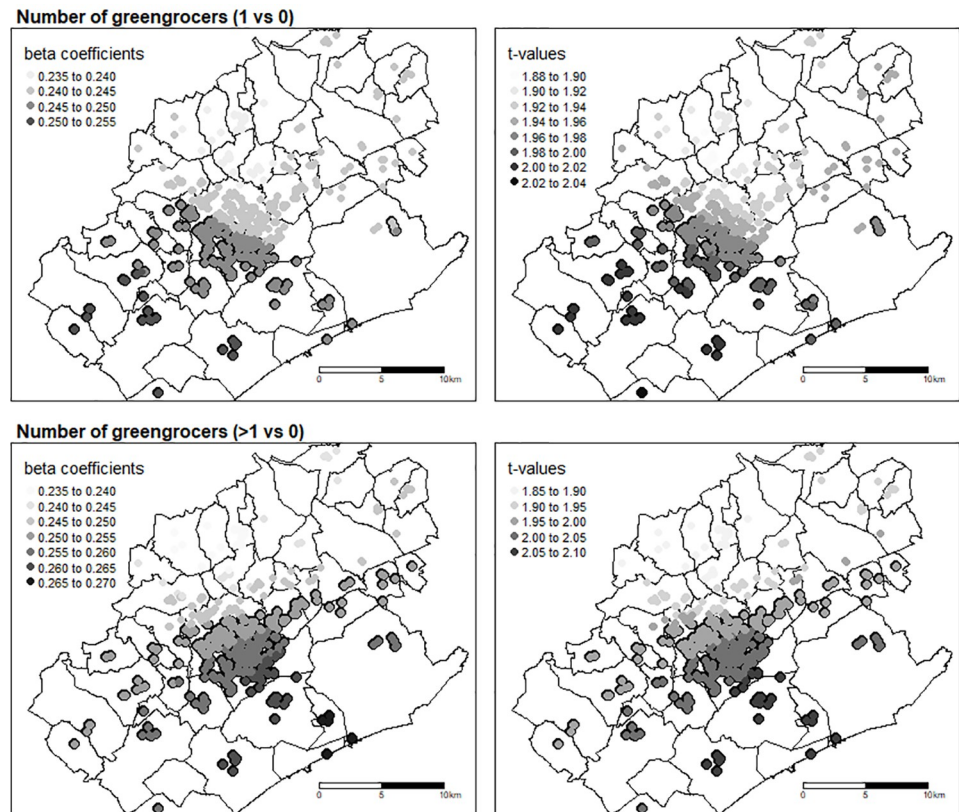 Number of greengrocers (1 vs 0)
beta coefficients
0.235 to 0.240
0.240 to 0.245
0.245 to 0.250
0.250 to 0.255
0 5 10km
t-values
1.88 to 1.90
1.90 to 1.92
1.92 to 1.94
1.94 to 1.96
1.96 to 1.98
1.98 to 2.00
2.00 to 2.02
2.02 to 2.04
0 5 10km
Number of greengrocers (>1 vs 0)
beta coefficients
0.235 to 0.240
0.240 to 0.245
0.245 to 0.250
0.250 to 0.255
0.255 to 0.260
0.260 to 0.265
0.265 to 0.270
0 5 10km
t-values
1.85 to 1.90
1.90 to 1.95
1.95 to 2.00
2.00 to 2.05
2.05 to 2.10
0 5 10km